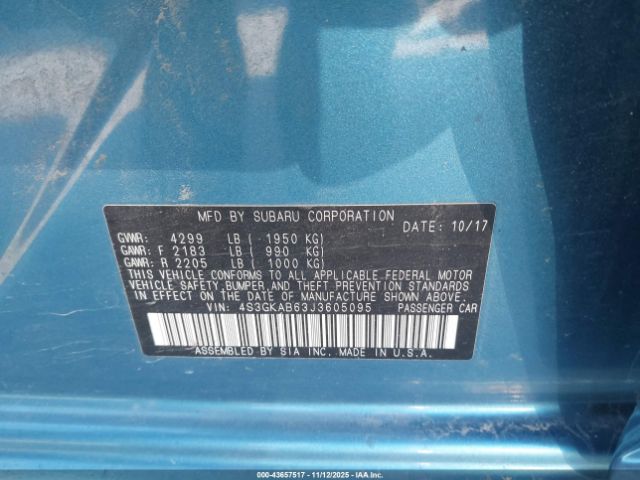 MFD BY SUBARU CORPORATION
DATE: 10/17
GVWR: 4299 LB ( 1950 KG)
GAWR: F 2183 LB ( 990 KG)
GAWR: R 2205 LB ( 1000 KG)
THIS VEHICLE CONFORMS TO ALL APPLICABLE FEDERAL MOTOR
VEHICLE SAFETY,BUMPER,AND THEFT PREVENTION STANDARDS
IN EFFECT ON THE DATE OF MANUFACTURE SHOWN ABOVE.
VIN: 4S3GKAB63J3605095 PASSENGER CAR
ASSEMBLED BY SIA INC. MADE IN U.S.A.
000-43657517 - 11/12/2025 - ©IAA, Inc.